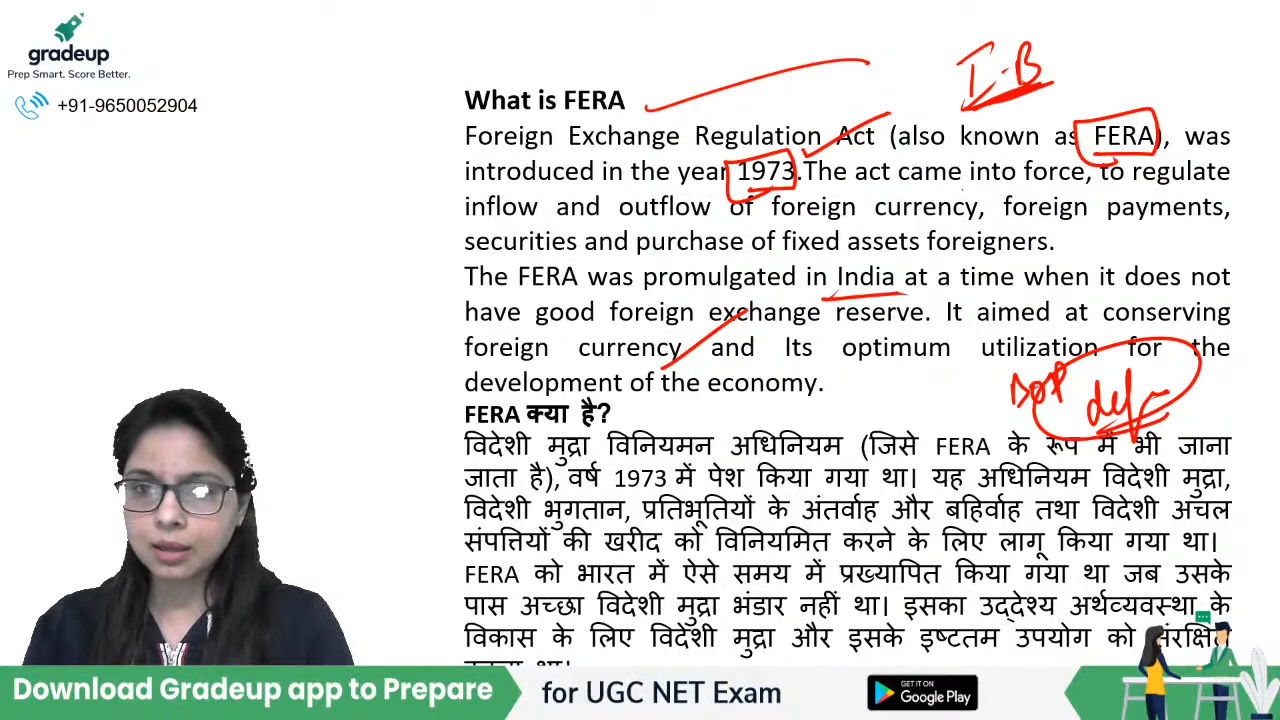 gradeup
Prep Smart. Score Better.
+91-9650052904
I.B
What is FERA
Foreign Exchange Regulation Act (also known as FERA), was
introduced in the year 1973.The act came into force, to regulate
inflow and outflow of foreign currency, foreign payments,
securities and purchase of fixed assets foreigners.
The FERA was promulgated in India at a time when it does not
have good foreign exchange reserve. It aimed at conserving
foreign currency and Its optimum utilization for the
development of the economy.
BOP
FERA क्या है?
विदेशी मुद्रा विनियमन अधिनियम (जिसे FERA के रूप में भी जाना
जाता है), वर्ष 1973 में पेश किया गया था। यह अधिनियम विदेशी मुद्रा,
विदेशी भुगतान, प्रतिभूतियों के अंतर्वाह और बहिर्वाह तथा विदेशी अचल
संपत्तियों की खरीद को विनियमित करने के लिए लागू किया गया था।
FERA को भारत में ऐसे समय में प्रख्यापित किया गया था जब उसके
पास अच्छा विदेशी मुद्रा भंडार नहीं था। इसका उद्देश्य अर्थव्यवस्था के
विकास के लिए विदेशी मुद्रा और इसके इष्टतम उपयोग को संरक्षित
Download Gradeup app to Prepare
for UGC NET Exam
GET IT ON
Google Play